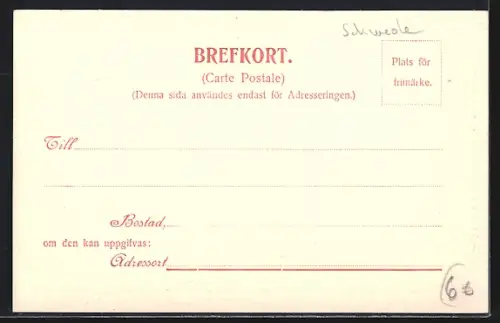 Schweden
BREFKORT.
(Carte Postale)
(Denna sida användes endast för Adresseringen.)
Plats för
frimärke.
Till
Bostad,
om den kan uppgifvas:
Adressort
6